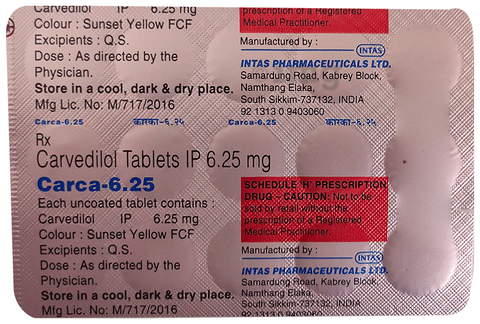 Carvedilol IP 6.25 mg
Colour : Sunset Yellow FCF
Excipients : Q.S.
Dose : As directed by the
Physician.
Store in a cool, dark & dry place.
Mfg Lic. No: M/717/2016
prescription of a Registered
Medical Practitioner.
Manufactured by :
INTAS
INTAS PHARMACEUTICALS LTD.
Samardung Road, Kabrey Block,
Namthang Elaka,
South Sikkim-737132, INDIA
92 1313 0 9403060
Carca-6.25 कारका-६.२५ Carca-6.25 कारका-६.२५
Rx
Carvedilol Tablets IP 6.25 mg
Carca-6.25
Each uncoated tablet contains :
Carvedilol IP 6.25 mg
Colour : Sunset Yellow FCF
Excipients : Q.S.
Dose : As directed by the
Physician.
Store in a cool, dark & dry place.
Mfg Lic. No: M/717/2016
SCHEDULE 'H' PRESCRIPTION
DRUG – CAUTION: Not to be
sold by retail without the
prescription of a Registered
Medical Practitioner.
Manufactured by :
INTAS
INTAS PHARMACEUTICALS LTD.
Samardung Road, Kabrey Block,
Namthang Elaka,
South Sikkim-737132, INDIA
92 1313 0 9403060